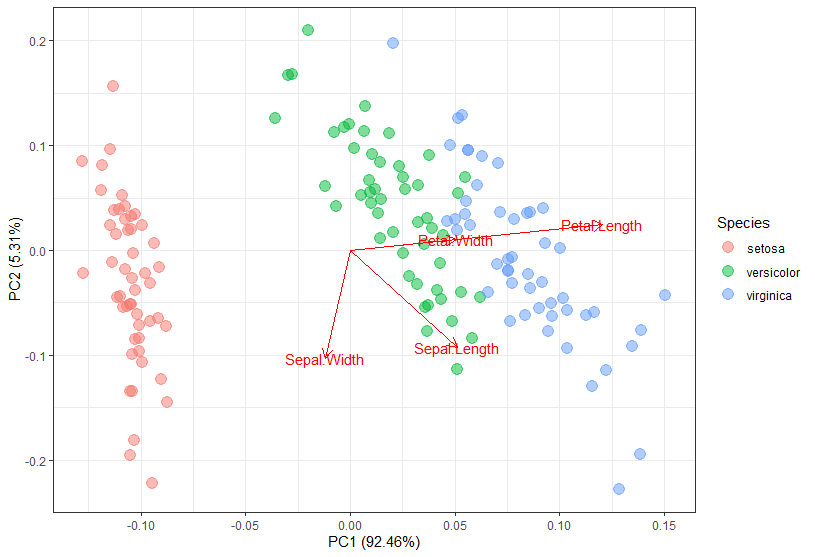 0.2
0.1
0.0
-0.1
-0.2
PC2 (5.31%)
Petal.Length
Petal.Width
Sepal.Length
Sepal.Width
-0.10
-0.05
0.00
0.05
0.10
0.15
PC1 (92.46%)
Species
setosa
versicolor
virginica